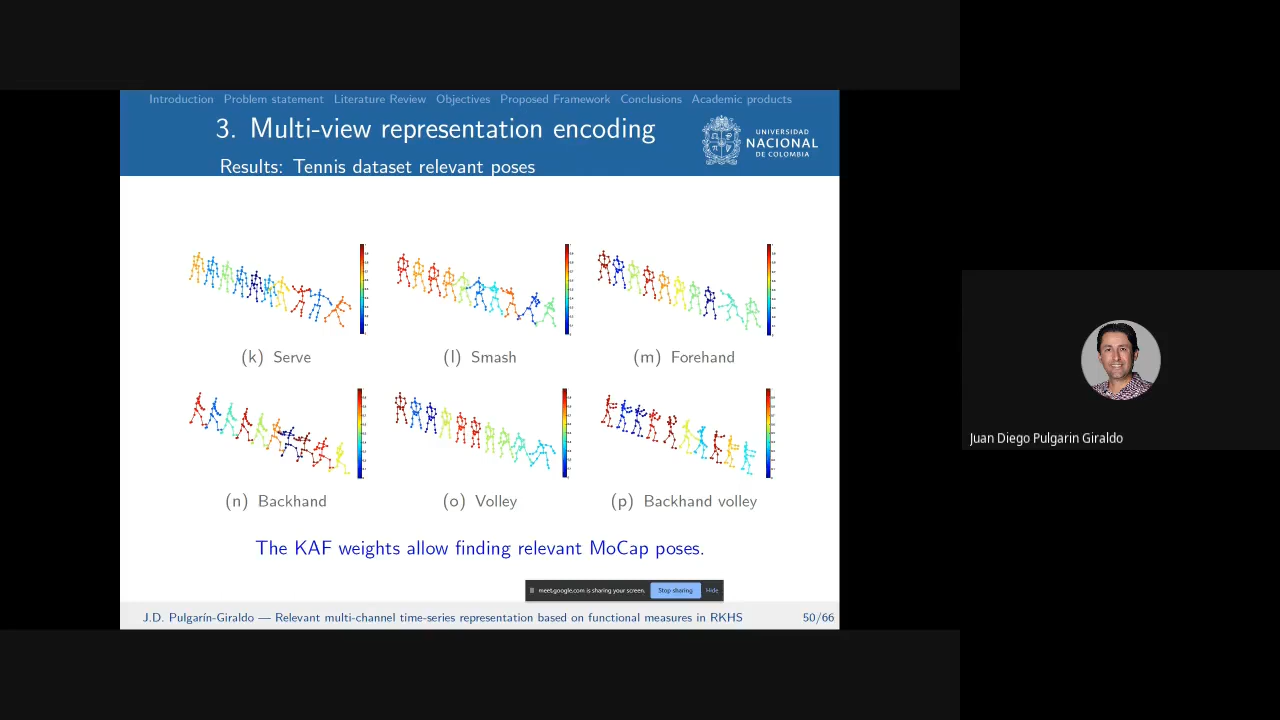 Introduction Problem statement Literature Review Objectives Proposed Framework Conclusions Academic products
3. Multi-view representation encoding
Results: Tennis dataset relevant poses
UNIVERSIDAD
NACIONAL
DE COLOMBIA
(k) Serve
(l) Smash
(m) Forehand
(n) Backhand
(o) Volley
(p) Backhand volley
The KAF weights allow finding relevant MoCap poses.
meet.google.com is sharing your screen. Stop sharing Hide
J.D. Pulgarín-Giraldo — Relevant multi-channel time-series representation based on functional measures in RKHS 50/66
Juan Diego Pulgarin Giraldo